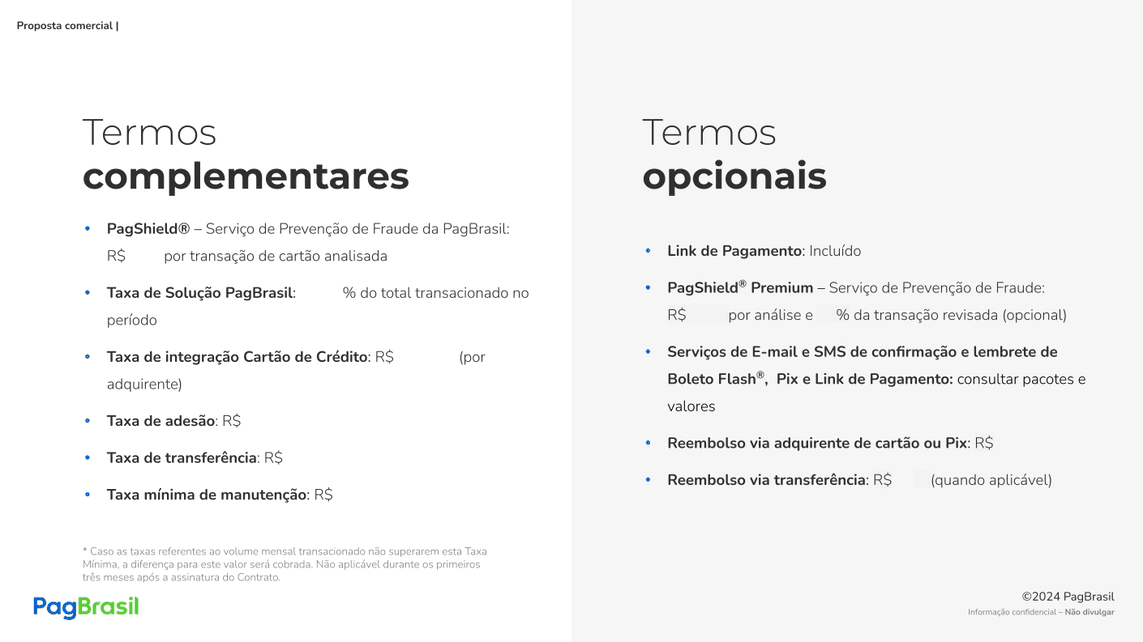 Proposta comercial |
Termos
complementares
• PagShield® – Serviço de Prevenção de Fraude da PagBrasil:
R$ por transação de cartão analisada
• Taxa de Solução PagBrasil: % do total transacionado no
período
• Taxa de integração Cartão de Crédito: R$ (por
adquirente)
• Taxa de adesão: R$
• Taxa de transferência: R$
• Taxa mínima de manutenção: R$
* Caso as taxas referentes ao volume mensal transacionado não superarem esta Taxa
Mínima, a diferença para este valor será cobrada. Não aplicável durante os primeiros
três meses após a assinatura do Contrato.
PagBrasil
Termos
opcionais
• Link de Pagamento: Incluído
• PagShield® Premium – Serviço de Prevenção de Fraude:
R$ por análise e % da transação revisada (opcional)
• Serviços de E-mail e SMS de confirmação e lembrete de
Boleto Flash®, Pix e Link de Pagamento: consultar pacotes e
valores
• Reembolso via adquirente de cartão ou Pix: R$
• Reembolso via transferência: R$ (quando aplicável)
©2024 PagBrasil
Informação confidencial – Não divulgar